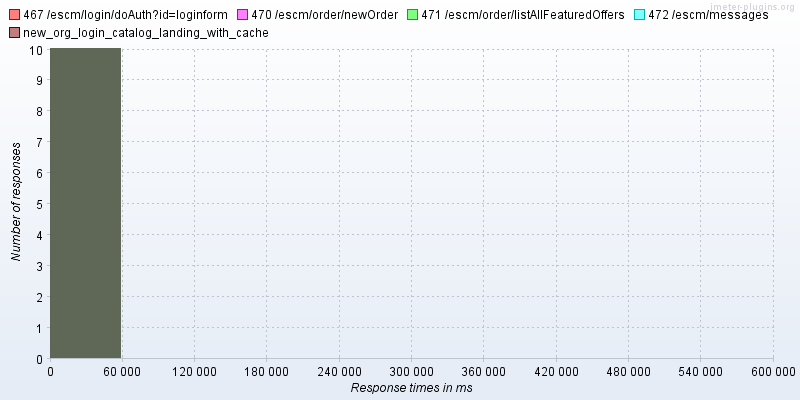 467 /escm/login/doAuth?id=loginform 470 /escm/order/newOrder 471 /escm/order/listAllFeaturedOffers 472 /escm/messages
jmeter-plugins.org
new_org_login_catalog_landing_with_cache
Number of responses
10
9
8
7
6
5
4
3
2
1
0
0 60 000 120 000 180 000 240 000 300 000 360 000 420 000 480 000 540 000 600 000
Response times in ms